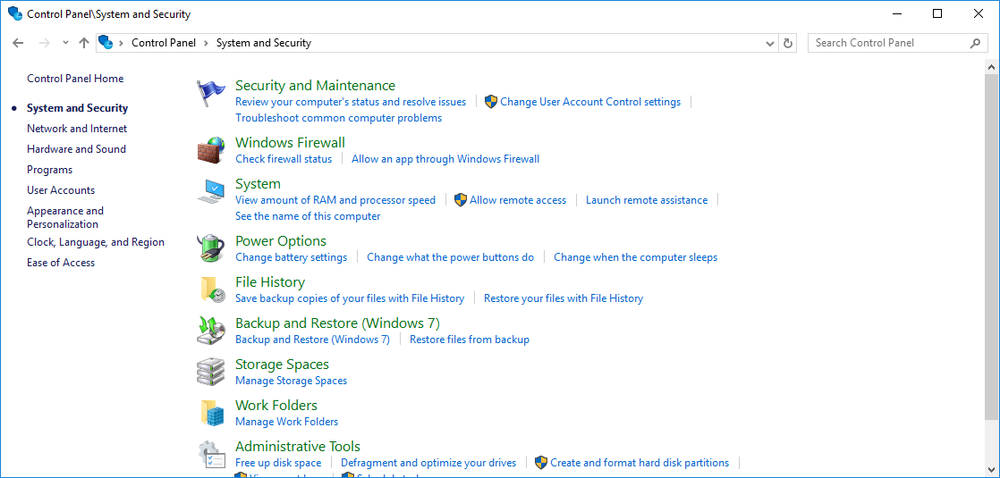 Control Panel\System and Security
Control Panel > System and Security
Search Control Panel
Control Panel Home
System and Security
Network and Internet
Hardware and Sound
Programs
User Accounts
Appearance and
Personalization
Clock, Language, and Region
Ease of Access
Security and Maintenance
Review your computer's status and resolve issues | Change User Account Control settings |
Troubleshoot common computer problems
Windows Firewall
Check firewall status | Allow an app through Windows Firewall
System
View amount of RAM and processor speed | Allow remote access | Launch remote assistance |
See the name of this computer
Power Options
Change battery settings | Change what the power buttons do | Change when the computer sleeps
File History
Save backup copies of your files with File History | Restore your files with File History
Backup and Restore (Windows 7)
Backup and Restore (Windows 7) | Restore files from backup
Storage Spaces
Manage Storage Spaces
Work Folders
Manage Work Folders
Administrative Tools
Free up disk space | Defragment and optimize your drives | Create and format hard disk partitions |